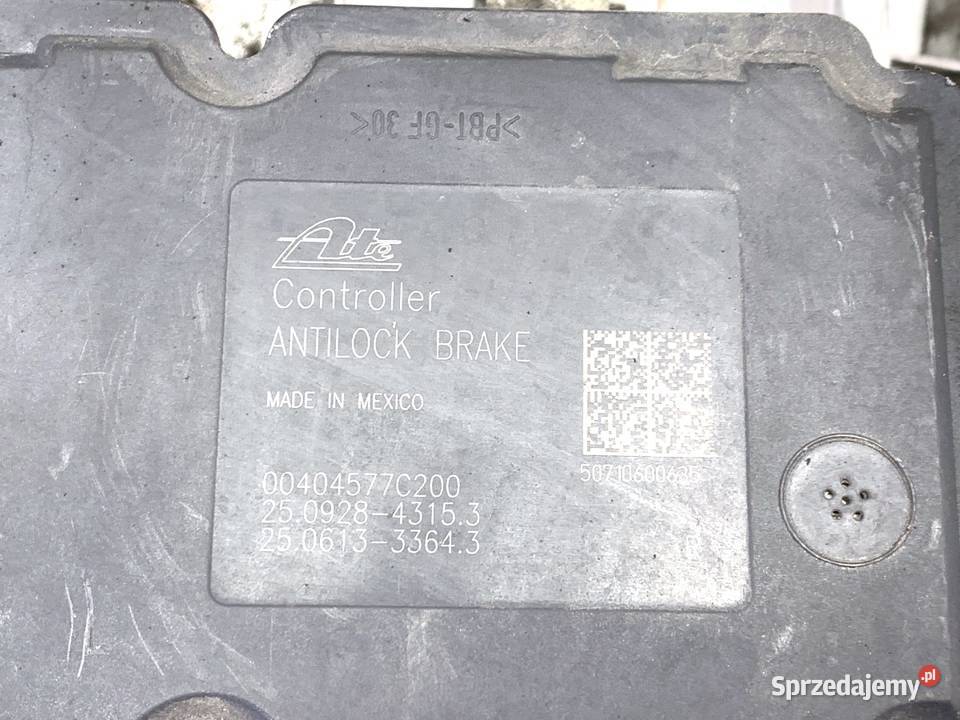 >PBT-GF 30<
Ate
Controller
ANTILOCK BRAKE
MADE IN MEXICO
50710600625
00404577C200
25.0928-4315.3
25.0613-3364.3
Sprzedajemy.pl